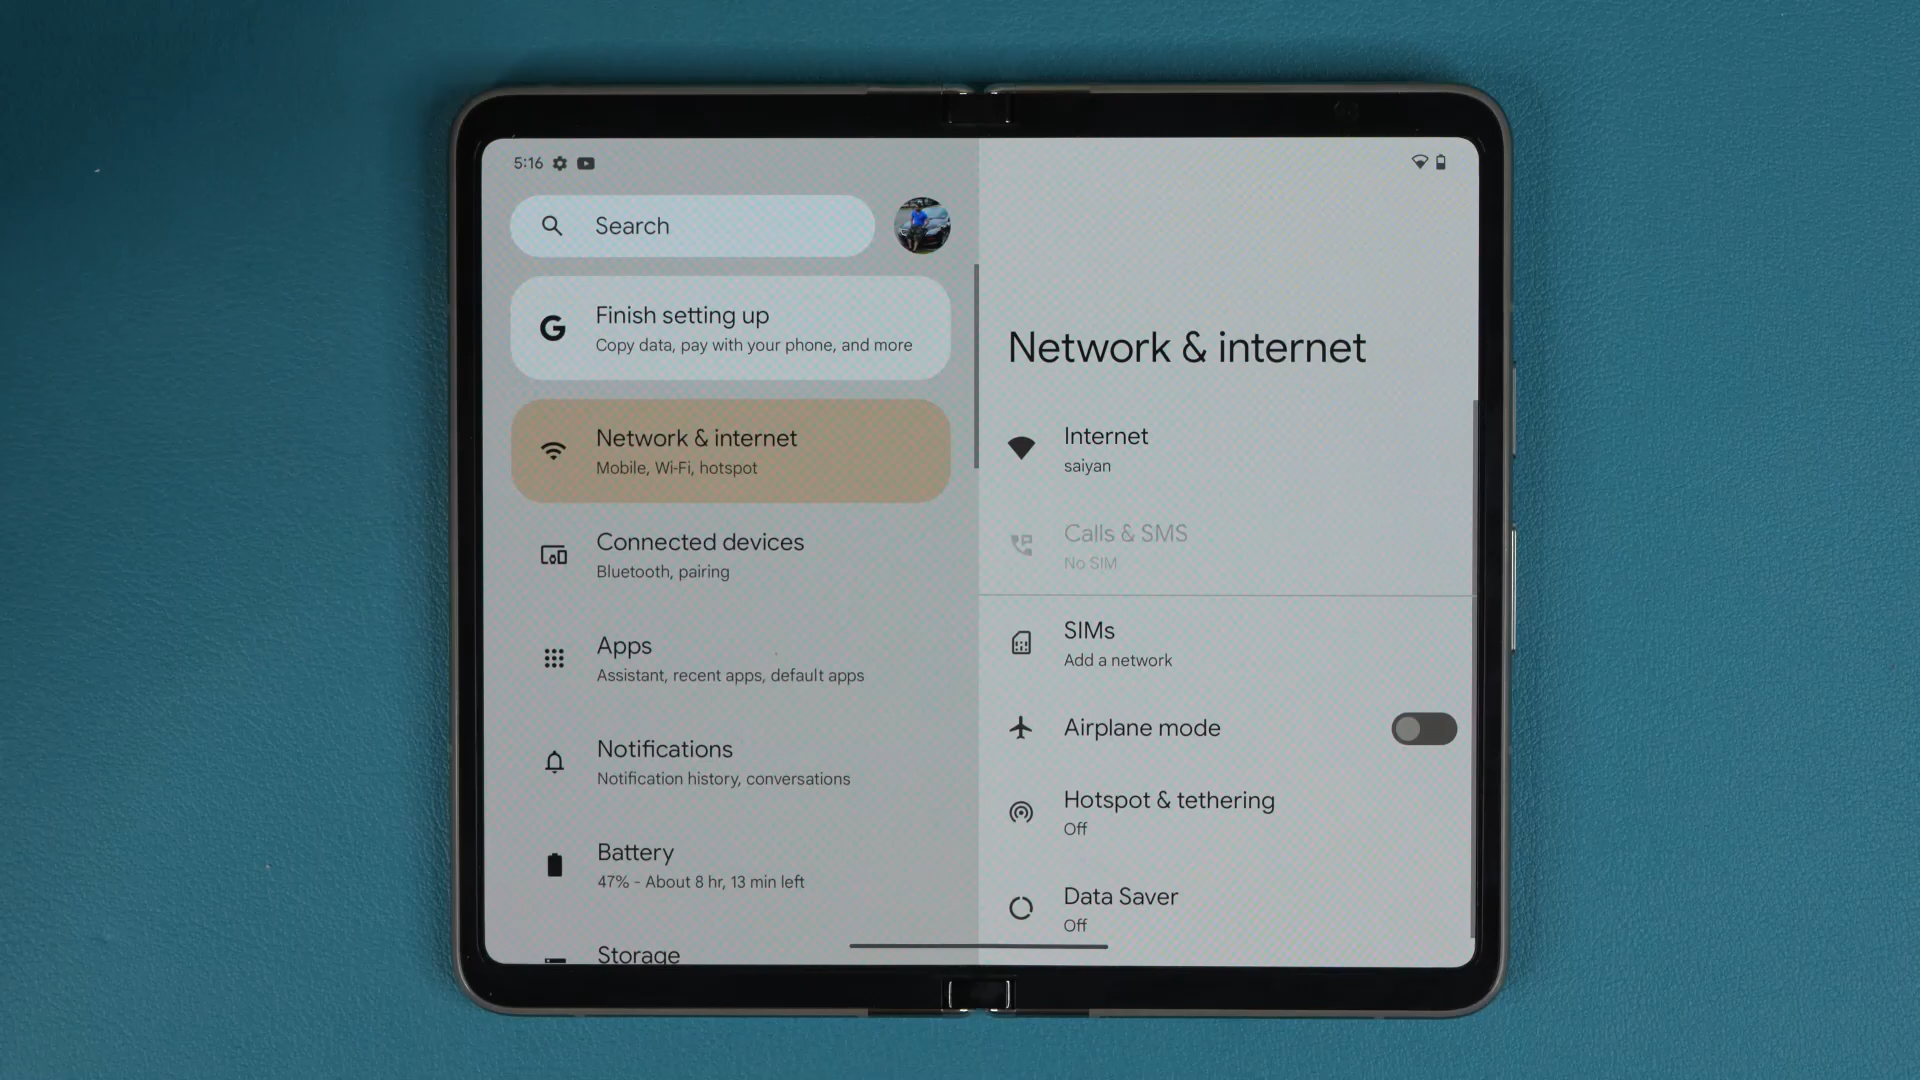 5:16
Search
Finish setting up
Copy data, pay with your phone, and more
Network & internet
Mobile, Wi-Fi, hotspot
Connected devices
Bluetooth, pairing
Apps
Assistant, recent apps, default apps
Notifications
Notification history, conversations
Battery
47% - About 8 hr, 13 min left
Storage
Network & internet
Internet
saiyan
Calls & SMS
No SIM
SIMs
Add a network
Airplane mode
Hotspot & tethering
Off
Data Saver
Off